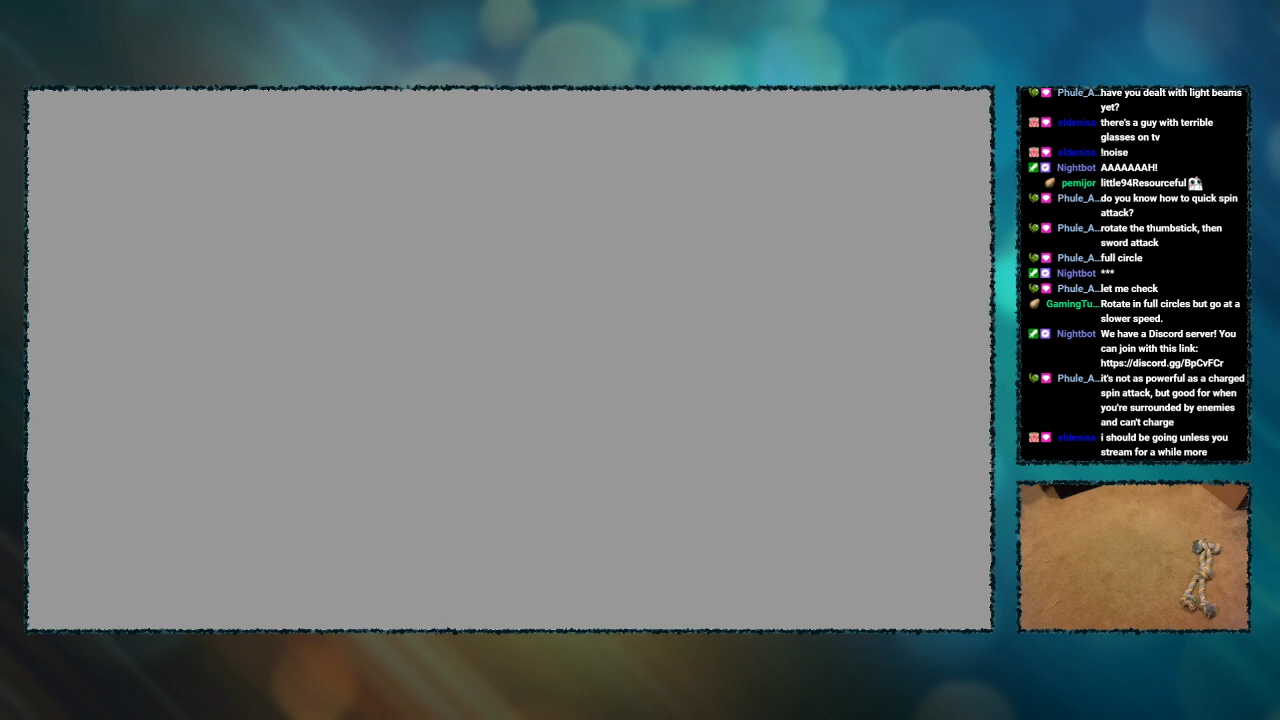 Phule_A... have you dealt with light beams
yet?
eldenina there's a guy with terrible
glasses on tv
eldenina !noise
Nightbot AAAAAAAH!
pemijor little94Resourceful
Phule_A... do you know how to quick spin
attack?
Phule_A... rotate the thumbstick, then
sword attack
Phule_A... full circle
Nightbot ***
Phule_A... let me check
GamingTu... Rotate in full circles but go at a
slower speed.
Nightbot We have a Discord server! You
can join with this link:
https://discord.gg/BpCvFCr
Phule_A... it's not as powerful as a charged
spin attack, but good for when
you're surrounded by enemies
and can't charge
eldenina i should be going unless you
stream for a while more